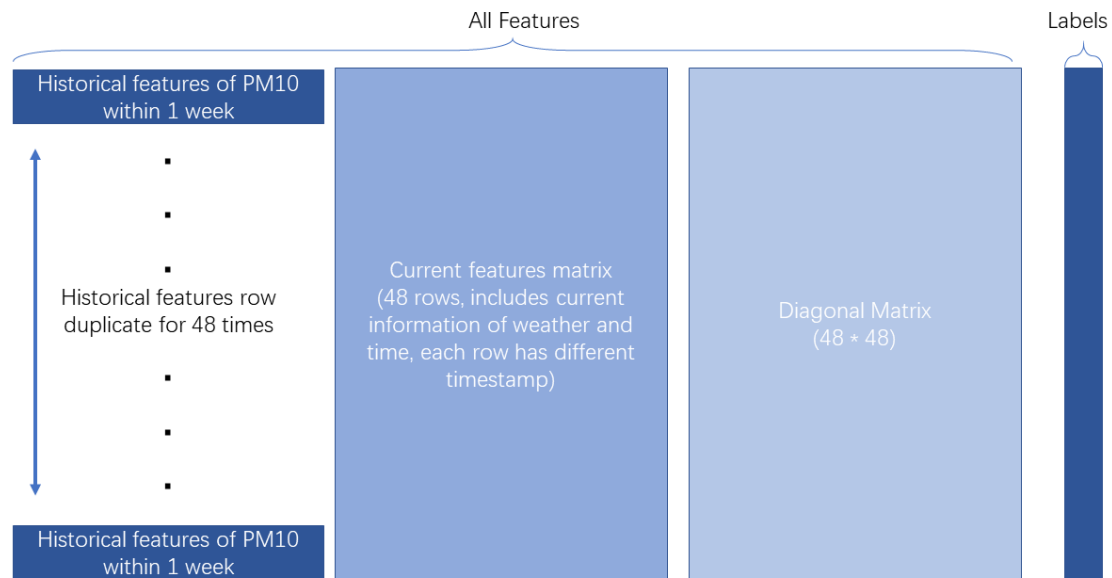 All Features
Labels
Historical features of PM10
within 1 week
Historical features row
duplicate for 48 times
Historical features of PM10
within 1 week
Current features matrix
(48 rows, includes current
information of weather and
time, each row has different
timestamp)
Diagonal Matrix
(48 * 48)